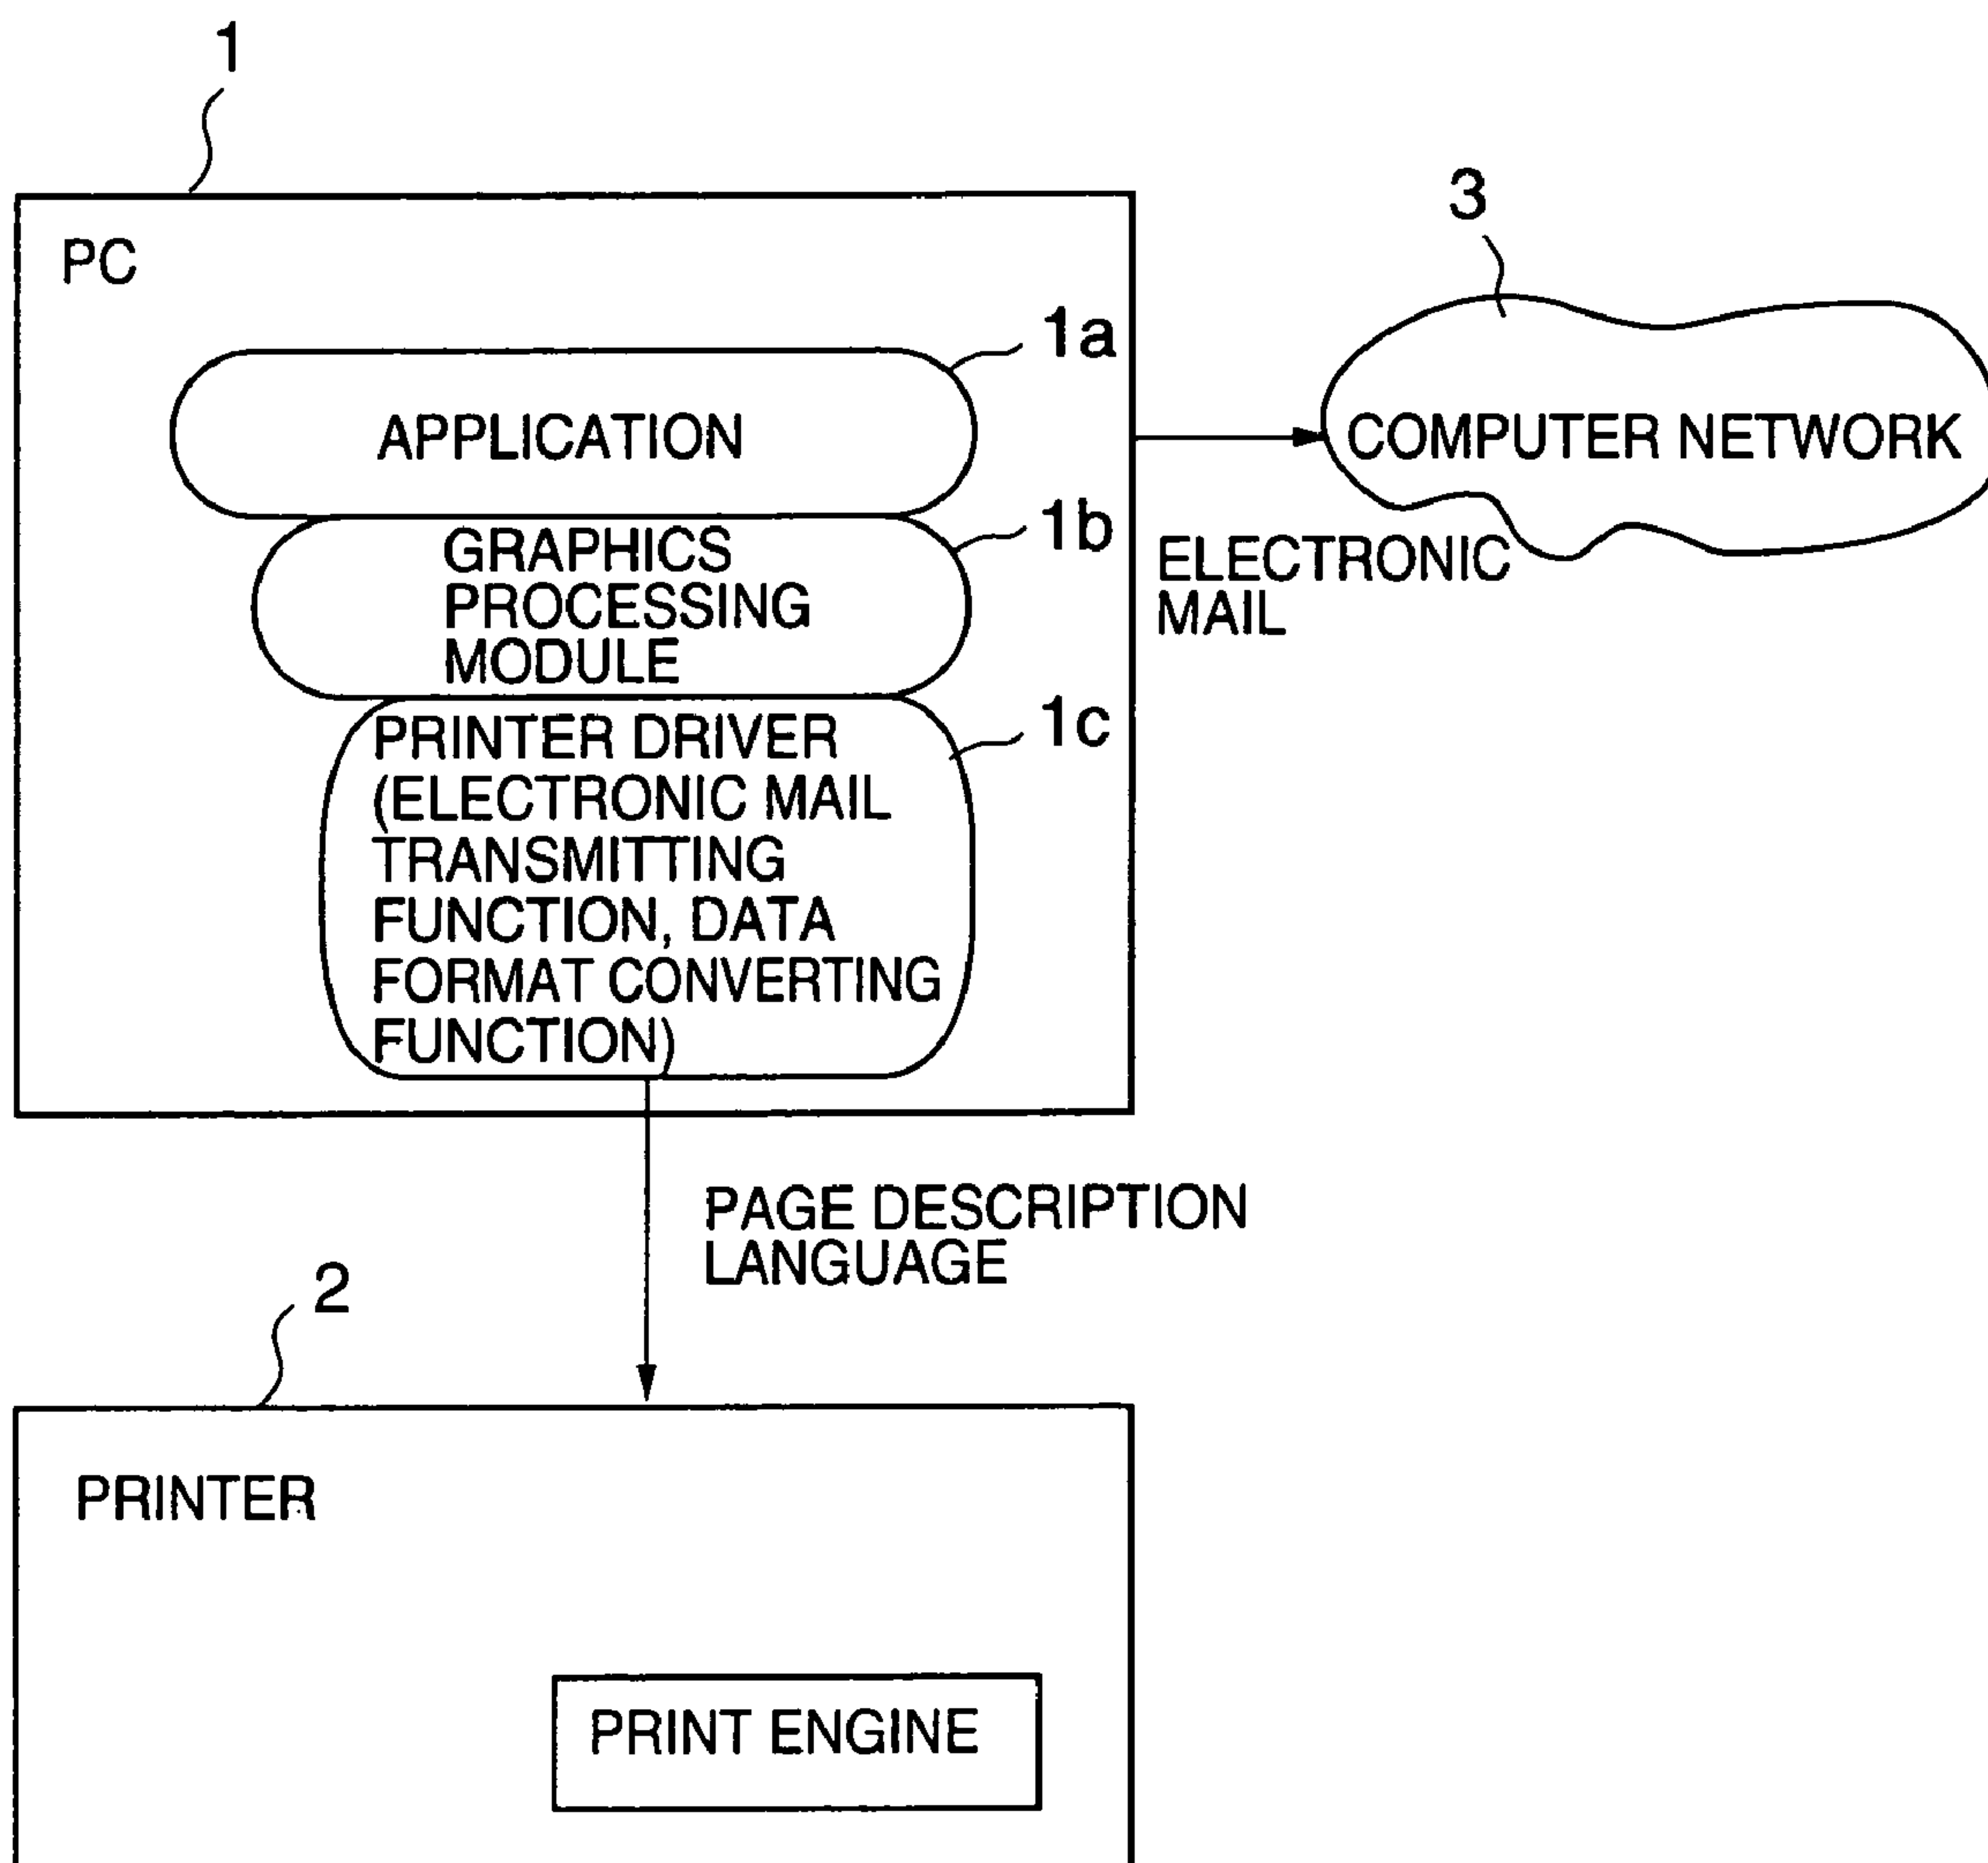 1
PC
3
1a
APPLICATION
COMPUTER NETWORK
1b
GRAPHICS
PROCESSING
MODULE
ELECTRONIC
MAIL
1c
PRINTER DRIVER
(ELECTRONIC MAIL
TRANSMITTING
FUNCTION, DATA
FORMAT CONVERTING
FUNCTION)
PAGE DESCRIPTION
LANGUAGE
2
PRINTER
PRINT ENGINE